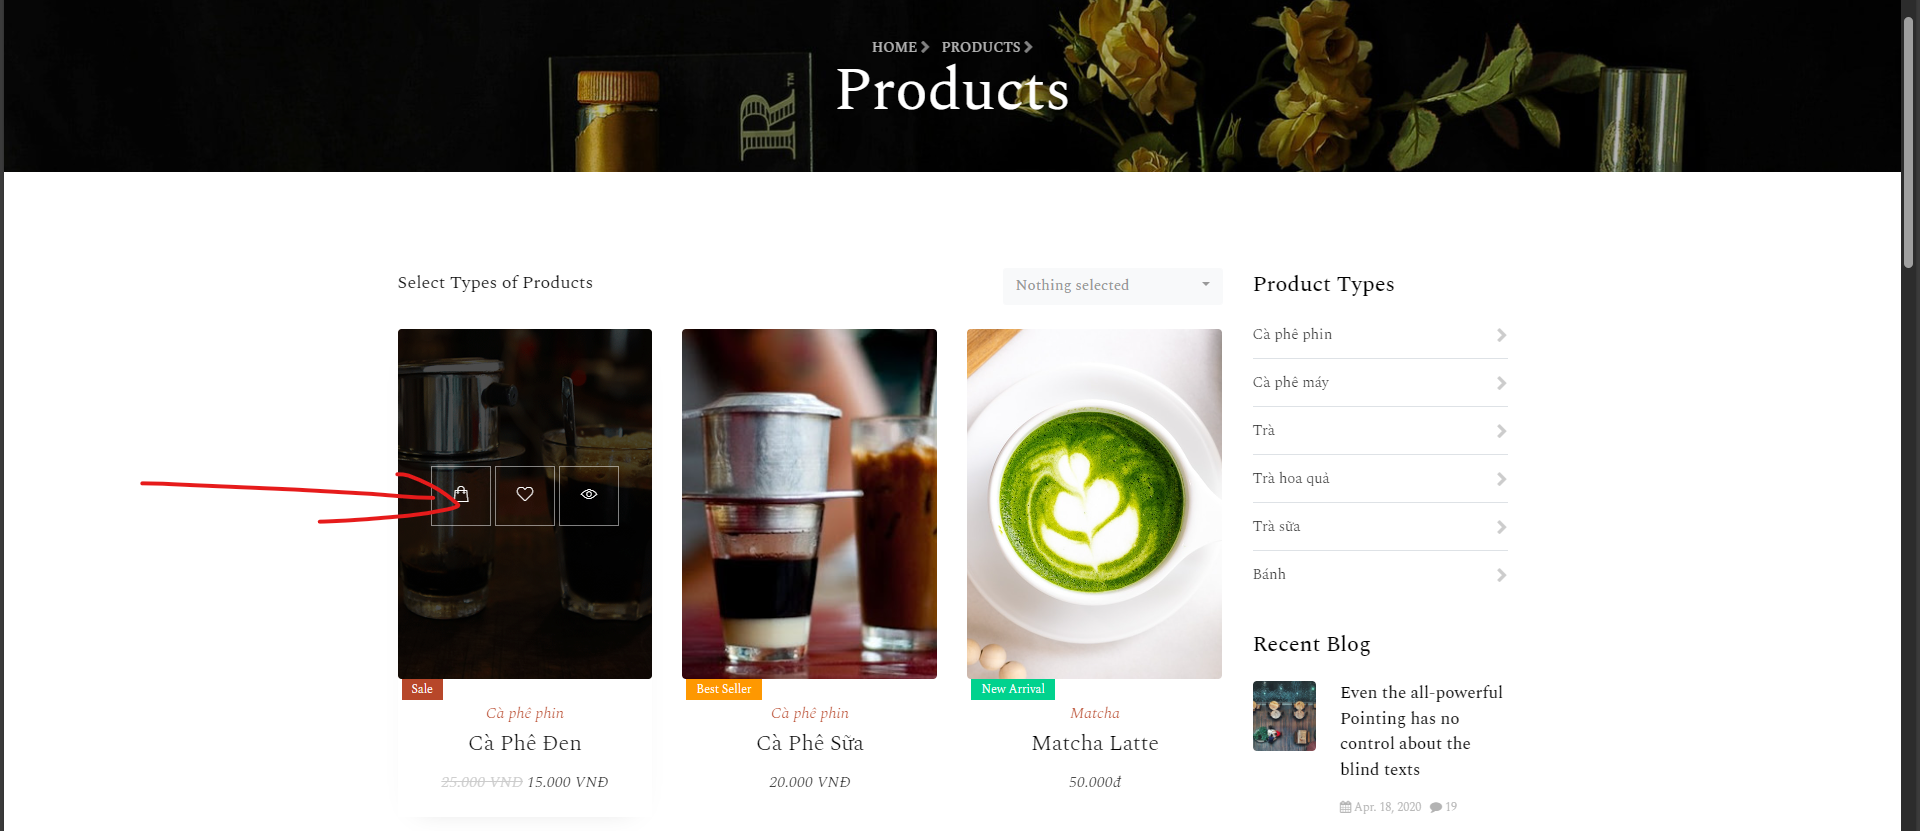 HOME PRODUCTS
Products
R™
Select Types of Products
Nothing selected
Sale
Cà phê phin
Cà Phê Đen
25.000 VND 15.000 VNĐ
Best Seller
Cà phê phin
Cà Phê Sữa
20.000 VNĐ
New Arrival
Matcha
Matcha Latte
50.000đ
Product Types
Cà phê phin
Cà phê máy
Trà
Trà hoa quả
Trà sữa
Bánh
Recent Blog
Even the all-powerful
Pointing has no
control about the
blind texts
Apr. 18, 2020 19